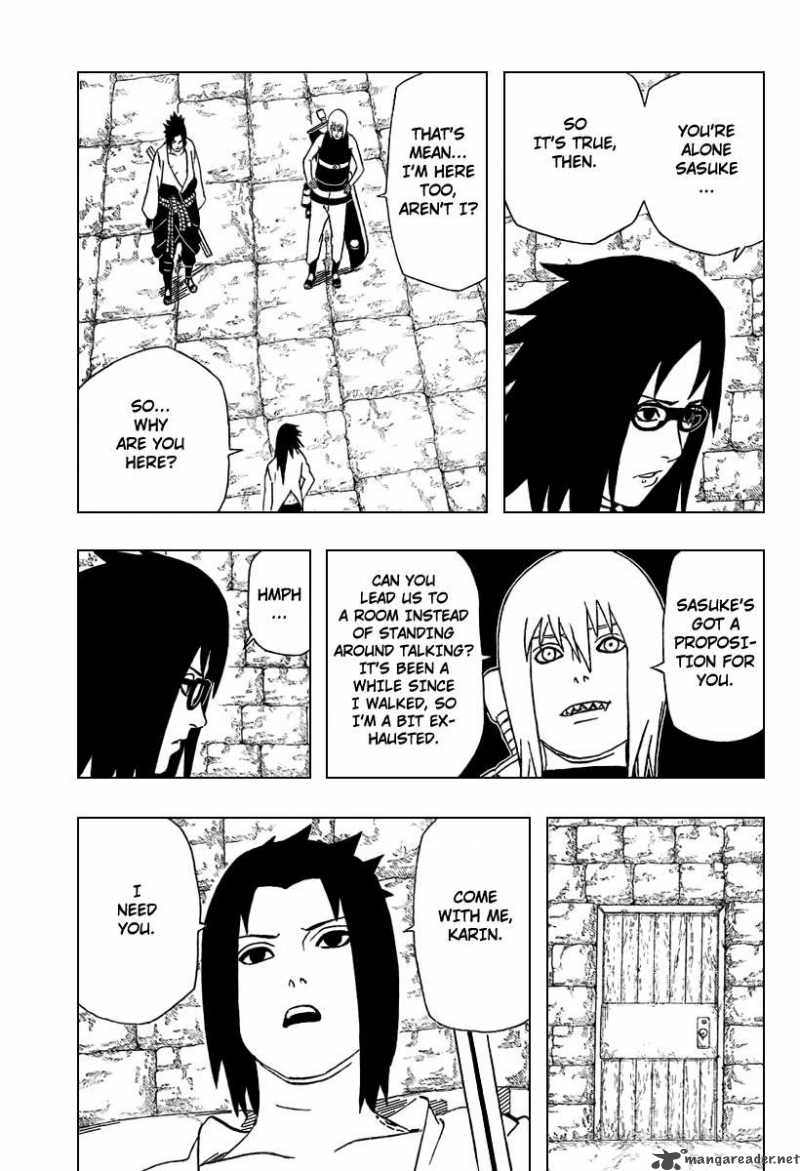 YOU'RE
ALONE
SASUKE
...
SO
IT'S TRUE,
THEN.
THAT'S
MEAN...
I'M HERE
TOO,
AREN'T I?
SO...
WHY
ARE YOU
HERE?
SASUKE'S
GOT A
PROPOSI-
TION FOR
YOU.
CAN YOU
LEAD US TO
A ROOM INSTEAD
OF STANDING
AROUND TALKING?
IT'S BEEN A
WHILE SINCE
I WALKED, SO
I'M A BIT EX-
HAUSTED.
HMPH
...
COME
WITH ME,
KARIN.
I
NEED
YOU.
mangareader.net